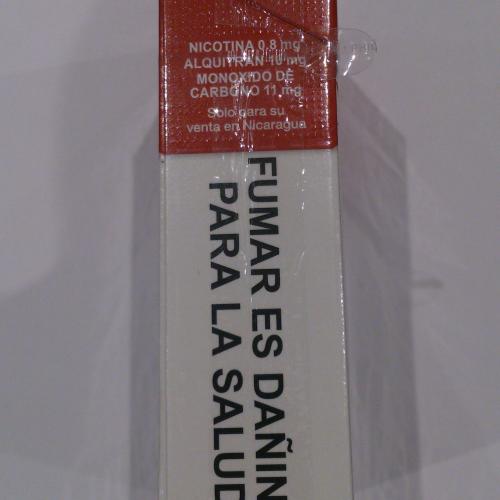 NICOTINA 0.8 mg
ALQUITRAN 10 mg
MONOXIDO DE
CARBONO 11 mg
Solo para su
venta en Nicaragua
FUMAR ES DAÑIN
PARA LA SALUD